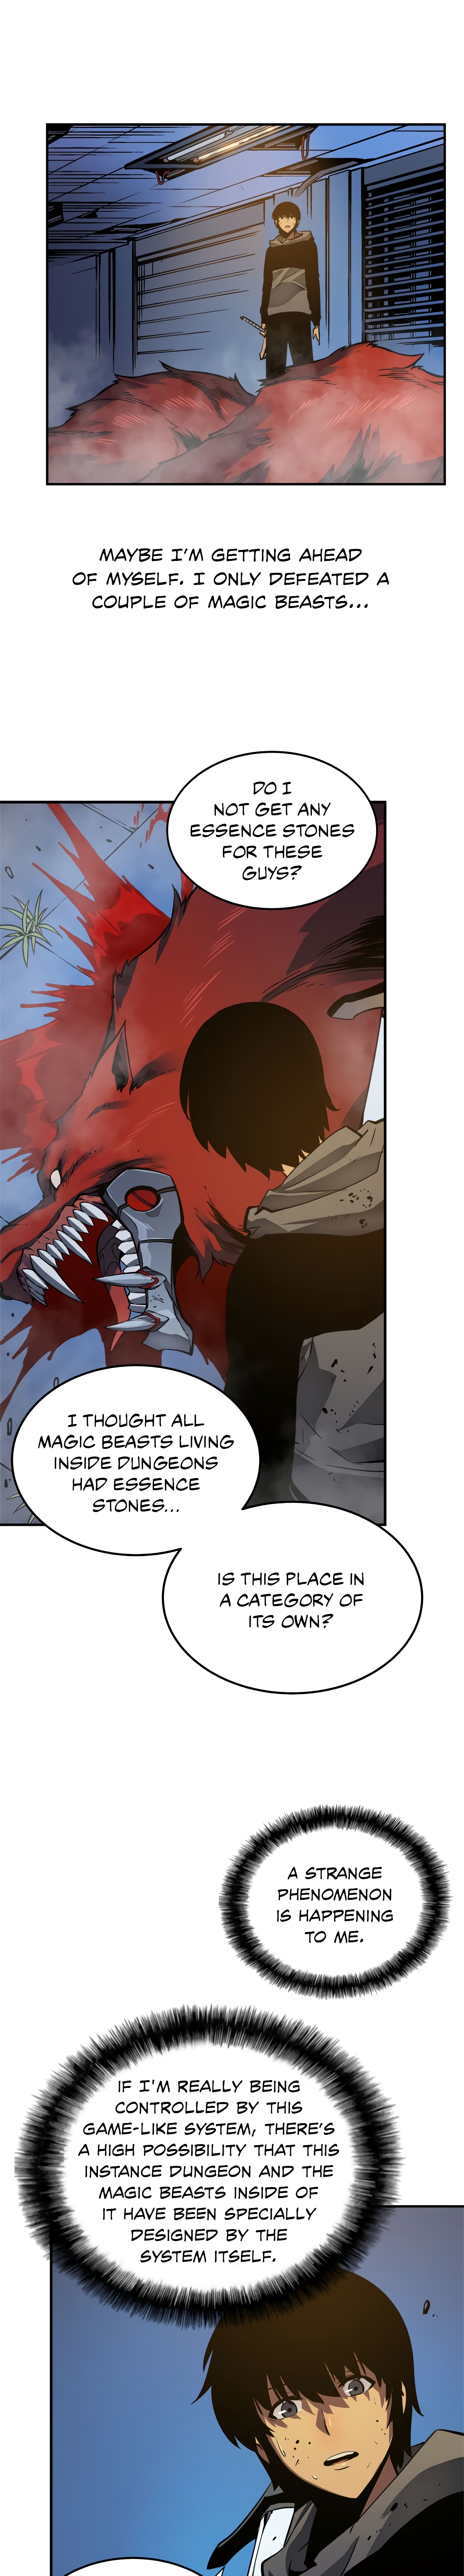 MAYBE I'M GETTING AHEAD
OF MYSELF. I ONLY DEFEATED A
COUPLE OF MAGIC BEASTS...
DO I
NOT GET ANY
ESSENCE STONES
FOR THESE
GUYS?
I THOUGHT ALL
MAGIC BEASTS LIVING
INSIDE DUNGEONS
HAD ESSENCE
STONES...
IS THIS PLACE IN
A CATEGORY OF
ITS OWN?
A STRANGE
PHENOMENON
IS HAPPENING
TO ME.
IF I'M REALLY BEING
CONTROLLED BY THIS
GAME-LIKE SYSTEM, THERE'S
A HIGH POSSIBILITY THAT THIS
INSTANCE DUNGEON AND THE
MAGIC BEASTS INSIDE OF
IT HAVE BEEN SPECIALLY
DESIGNED BY THE
SYSTEM ITSELF.